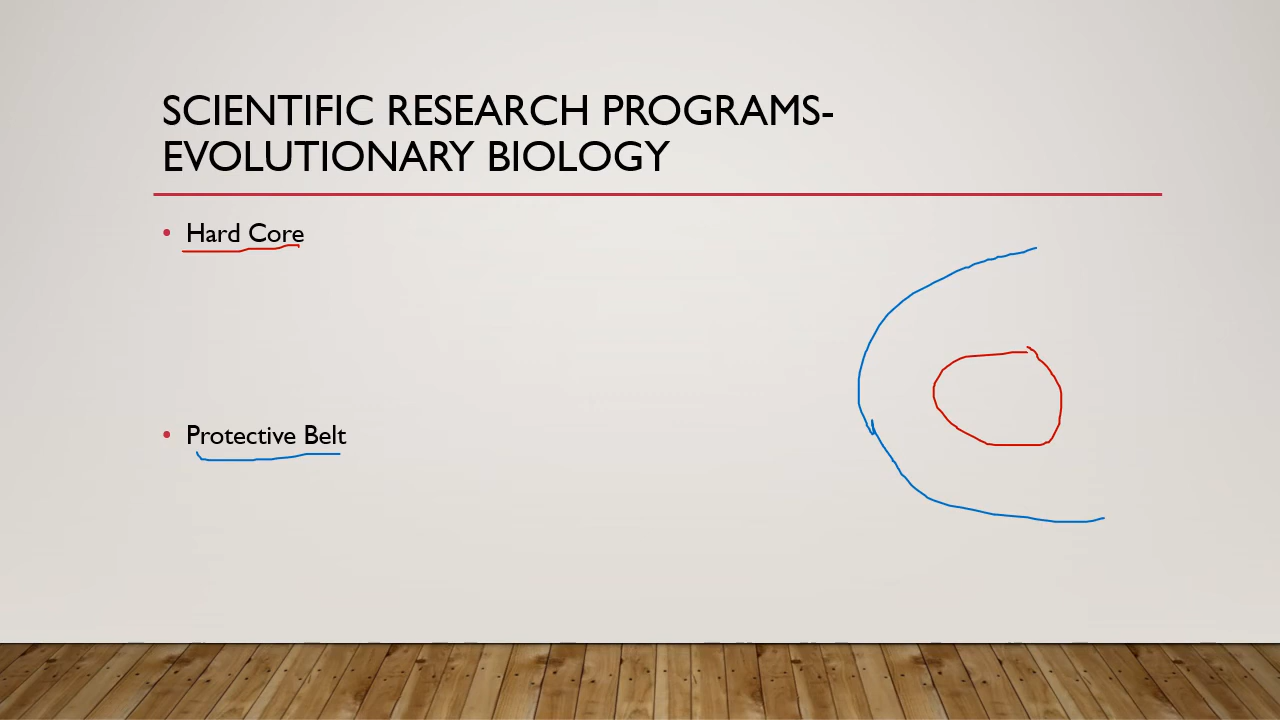 SCIENTIFIC RESEARCH PROGRAMS-
EVOLUTIONARY BIOLOGY
• Hard Core
• Protective Belt